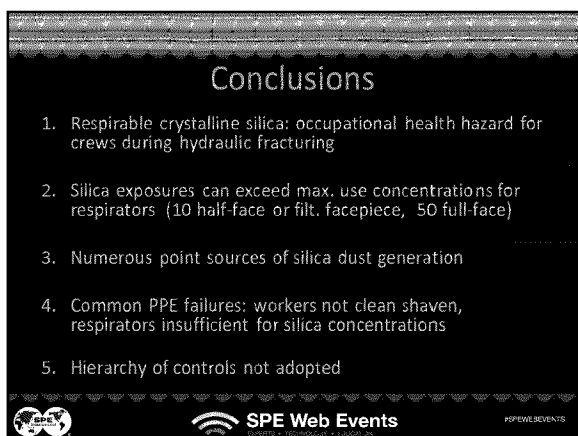 Conclusions
1. Respirable crystalline silica: occupational health hazard for
crews during hydraulic fracturing
2. Silica exposures can exceed max. use concentrations for
respirators (10 half-face or filt. facepiece, 50 full-face)
3. Numerous point sources of silica dust generation
4. Common PPE failures: workers not clean shaven,
respirators insufficient for silica concentrations
5. Hierarchy of controls not adopted
SPE
SPE Web Events
#SPEWEBEVENTS